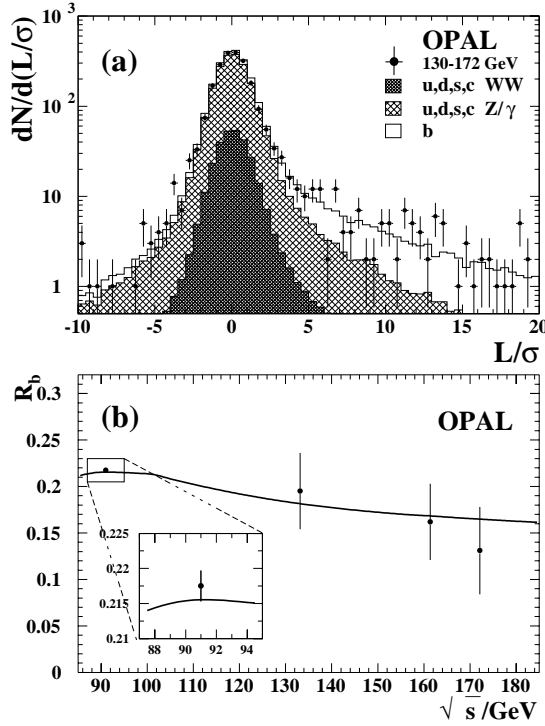 dN/d(L/σ)
10³
10²
10
1
(a)
OPAL
130-172 GeV
u,d,s,c WW
u,d,s,c Z/γ
b
-10 -5 0 5 10 15 20
L/σ
R_b
0.3
0.25
0.2
0.15
0.1
0.05
0
(b)
OPAL
0.225
0.22
0.215
0.21
88 90 92 94
90 100 110 120 130 140 150 160 170 180
√s/GeV